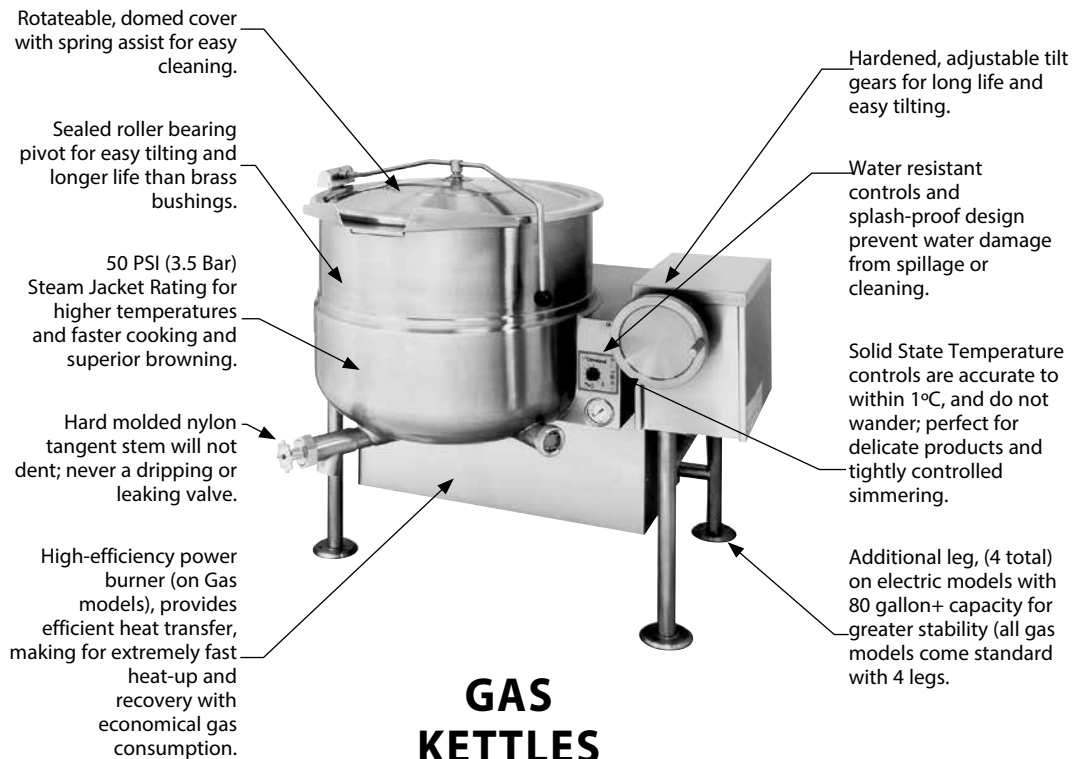 Rotateable, domed cover
with spring assist for easy
cleaning.
Sealed roller bearing
pivot for easy tilting and
longer life than brass
bushings.
50 PSI (3.5 Bar)
Steam Jacket Rating for
higher temperatures
and faster cooking and
superior browning.
Hard molded nylon
tangent stem will not
dent; never a dripping or
leaking valve.
High-efficiency power
burner (on Gas
models), provides
efficient heat transfer,
making for extremely fast
heat-up and
recovery with
economical gas
consumption.
Hardened, adjustable tilt
gears for long life and
easy tilting.
Water resistant
controls and
splash-proof design
prevent water damage
from spillage or
cleaning.
Solid State Temperature
controls are accurate to
within 1ºC, and do not
wander; perfect for
delicate products and
tightly controlled
simmering.
Additional leg, (4 total)
on electric models with
80 gallon+ capacity for
greater stability (all gas
models come standard
with 4 legs.
GAS
KETTLES